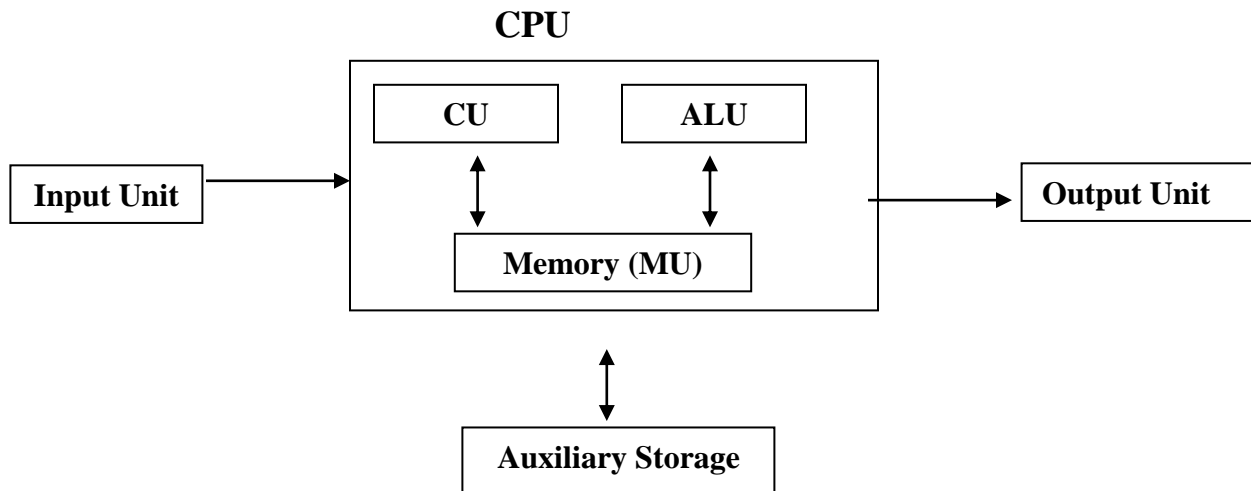 CPU
CU
ALU
Input Unit
Output Unit
Memory (MU)
Auxiliary Storage